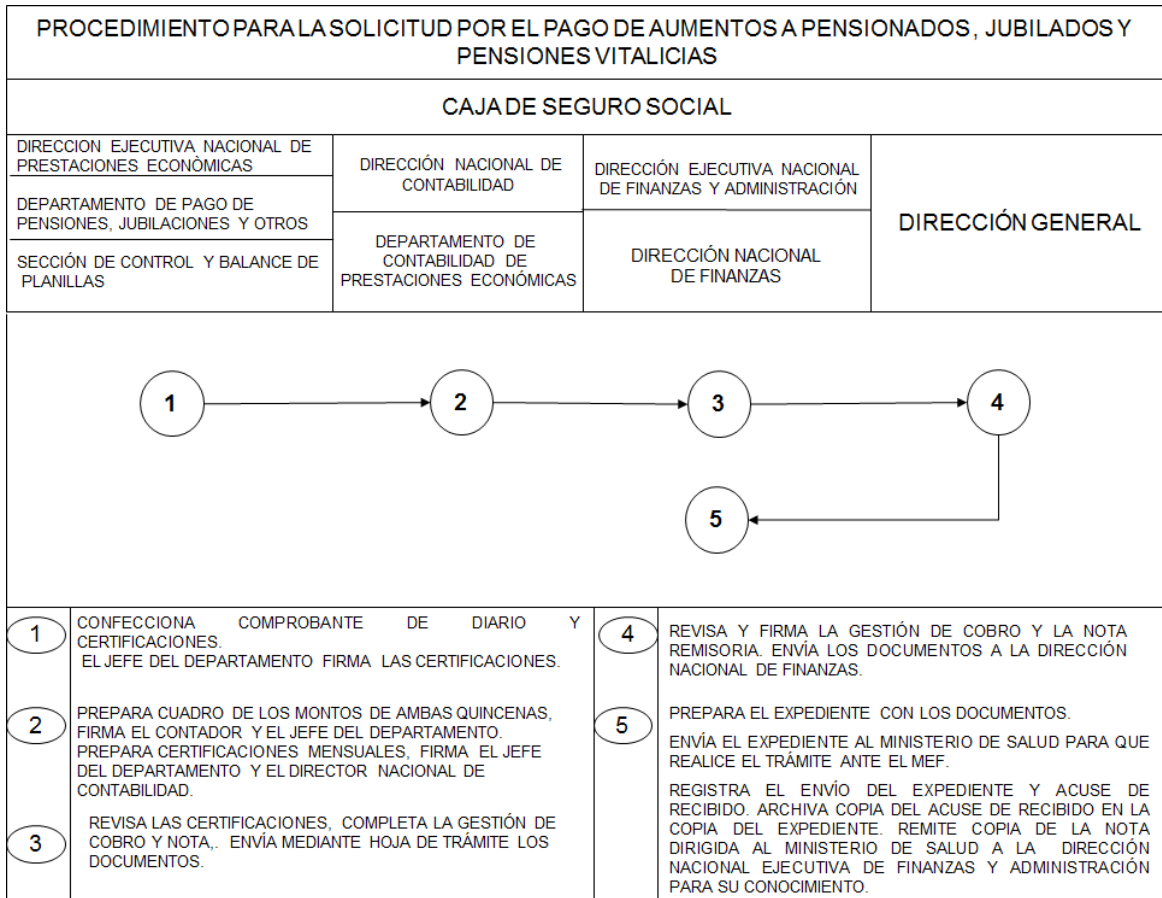 PROCEDIMIENTO PARA LA SOLICITUD POR EL PAGO DE AUMENTOS A PENSIONADOS, JUBILADOS Y
PENSIONES VITALICIAS
CAJA DE SEGURO SOCIAL
DIRECCION EJECUTIVA NACIONAL DE
PRESTACIONES ECONÒMICAS
DEPARTAMENTO DE PAGO DE
PENSIONES, JUBILACIONES Y OTROS
SECCIÓN DE CONTROL Y BALANCE DE
PLANILLAS
DIRECCIÓN NACIONAL DE
CONTABILIDAD
DEPARTAMENTO DE
CONTABILIDAD DE
PRESTACIONES ECONÓMICAS
DIRECCIÓN EJECUTIVA NACIONAL
DE FINANZAS Y ADMINISTRACIÓN
DIRECCIÓN NACIONAL
DE FINANZAS
DIRECCIÓN GENERAL
1
2
3
4
5
1
CONFECCIONA COMPROBANTE DE DIARIO Y
CERTIFICACIONES.
EL JEFE DEL DEPARTAMENTO FIRMA LAS CERTIFICACIONES.
2
PREPARA CUADRO DE LOS MONTOS DE AMBAS QUINCENAS,
FIRMA EL CONTADOR Y EL JEFE DEL DEPARTAMENTO.
PREPARA CERTIFICACIONES MENSUALES, FIRMA EL JEFE
DEL DEPARTAMENTO Y EL DIRECTOR NACIONAL DE
CONTABILIDAD.
3
REVISA LAS CERTIFICACIONES, COMPLETA LA GESTIÓN DE
COBRO Y NOTA,. ENVÍA MEDIANTE HOJA DE TRÁMITE LOS
DOCUMENTOS.
4
REVISA Y FIRMA LA GESTIÓN DE COBRO Y LA NOTA
REMISORIA. ENVÍA LOS DOCUMENTOS A LA DIRECCIÓN
NACIONAL DE FINANZAS.
5
PREPARA EL EXPEDIENTE CON LOS DOCUMENTOS.
ENVÍA EL EXPEDIENTE AL MINISTERIO DE SALUD PARA QUE
REALICE EL TRÁMITE ANTE EL MEF.
REGISTRA EL ENVÍO DEL EXPEDIENTE Y ACUSE DE
RECIBIDO. ARCHIVA COPIA DEL ACUSE DE RECIBIDO EN LA
COPIA DEL EXPEDIENTE. REMITE COPIA DE LA NOTA
DIRIGIDA AL MINISTERIO DE SALUD A LA DIRECCIÓN
NACIONAL EJECUTIVA DE FINANZAS Y ADMINISTRACIÓN
PARA SU CONOCIMIENTO.